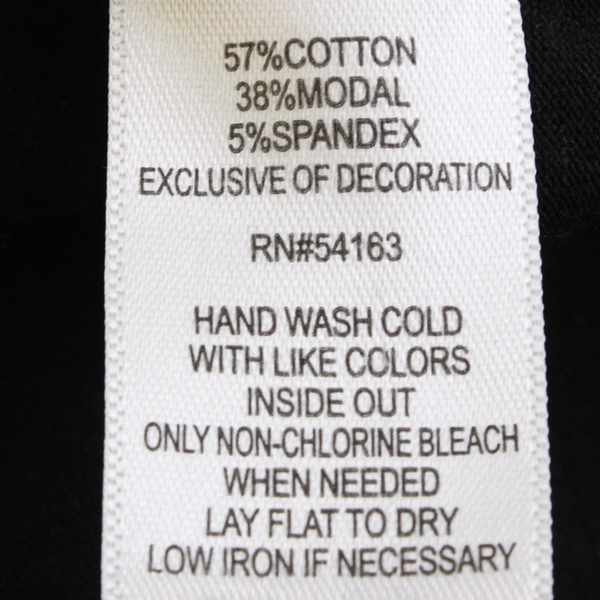 57%COTTON
38%MODAL
5%SPANDEX
EXCLUSIVE OF DECORATION
RN#54163
HAND WASH COLD
WITH LIKE COLORS
INSIDE OUT
ONLY NON-CHLORINE BLEACH
WHEN NEEDED
LAY FLAT TO DRY
LOW IRON IF NECESSARY